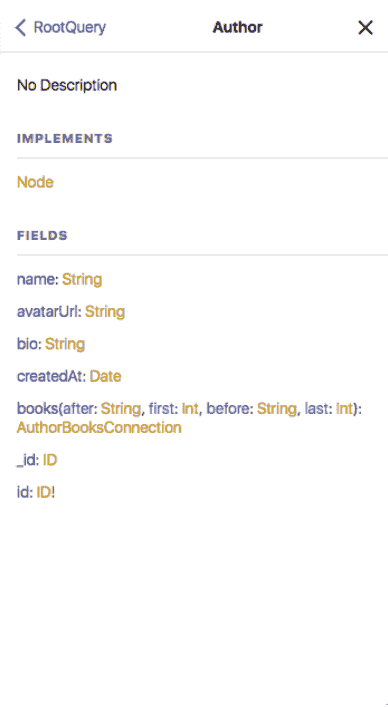 RootQuery Author
No Description
IMPLEMENTS
Node
FIELDS
name: String
avatarUrl: String
bio: String
createdAt: Date
books(after: String, first: Int, before: String, last: Int):
AuthorBooksConnection
_id: ID
id: ID!